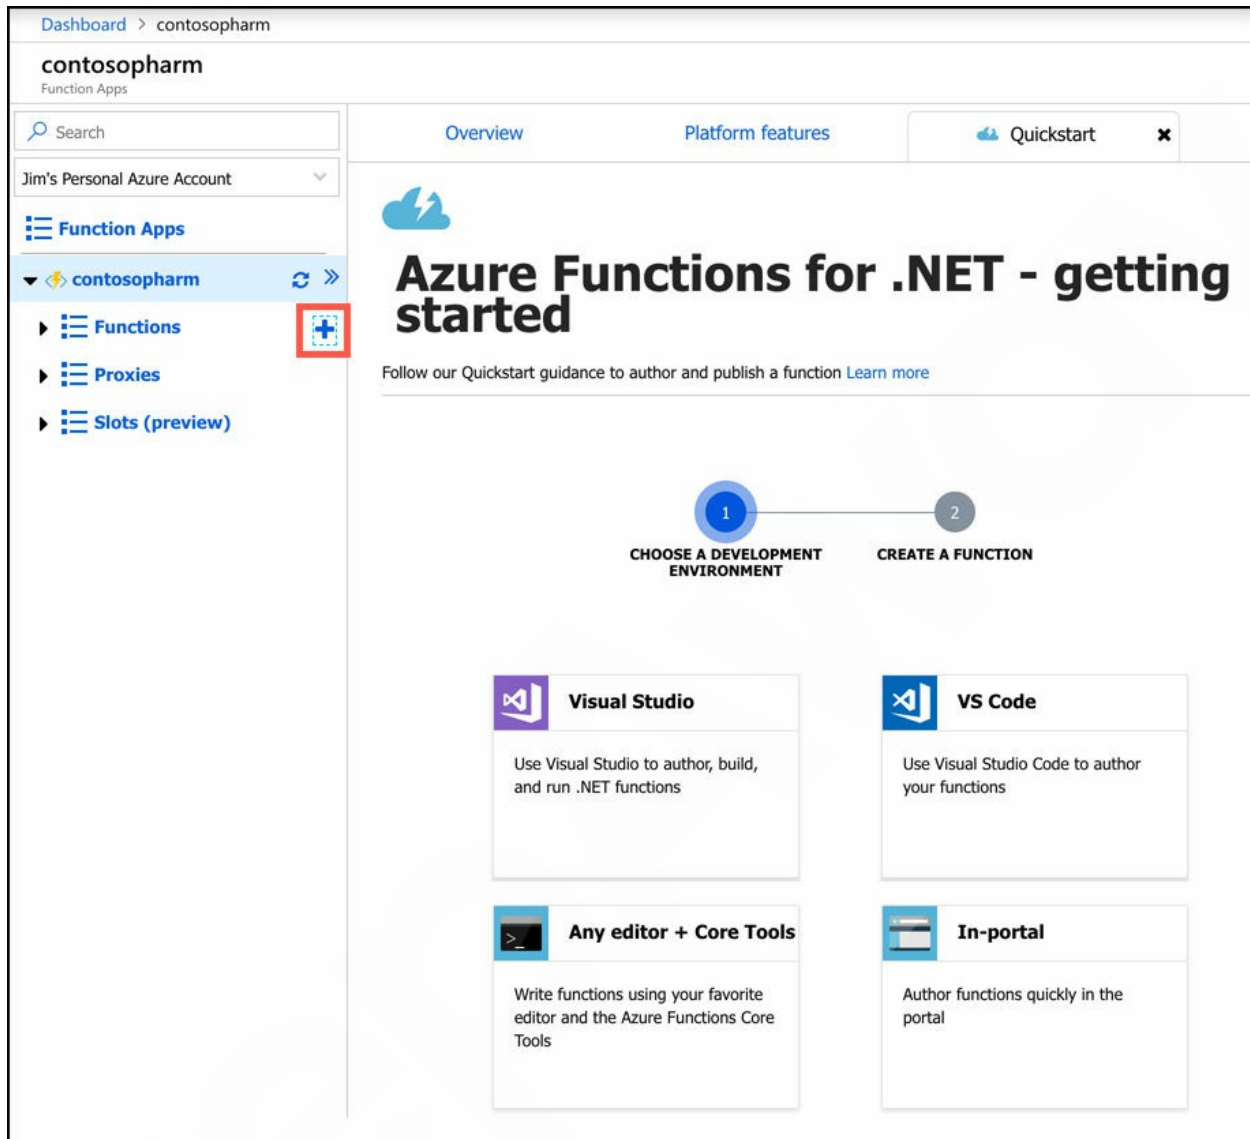 Dashboard > contosopharm
contosopharm
Function Apps
Search
Jim's Personal Azure Account
Function Apps
contosopharm
Functions
Proxies
Slots (preview)
Overview Platform features Quickstart
Azure Functions for .NET - getting
started
Follow our Quickstart guidance to author and publish a function Learn more
1 2
CHOOSE A DEVELOPMENT
ENVIRONMENT
CREATE A FUNCTION
Visual Studio
Use Visual Studio to author, build,
and run .NET functions
VS Code
Use Visual Studio Code to author
your functions
Any editor + Core Tools
Write functions using your favorite
editor and the Azure Functions Core
Tools
In-portal
Author functions quickly in the
portal